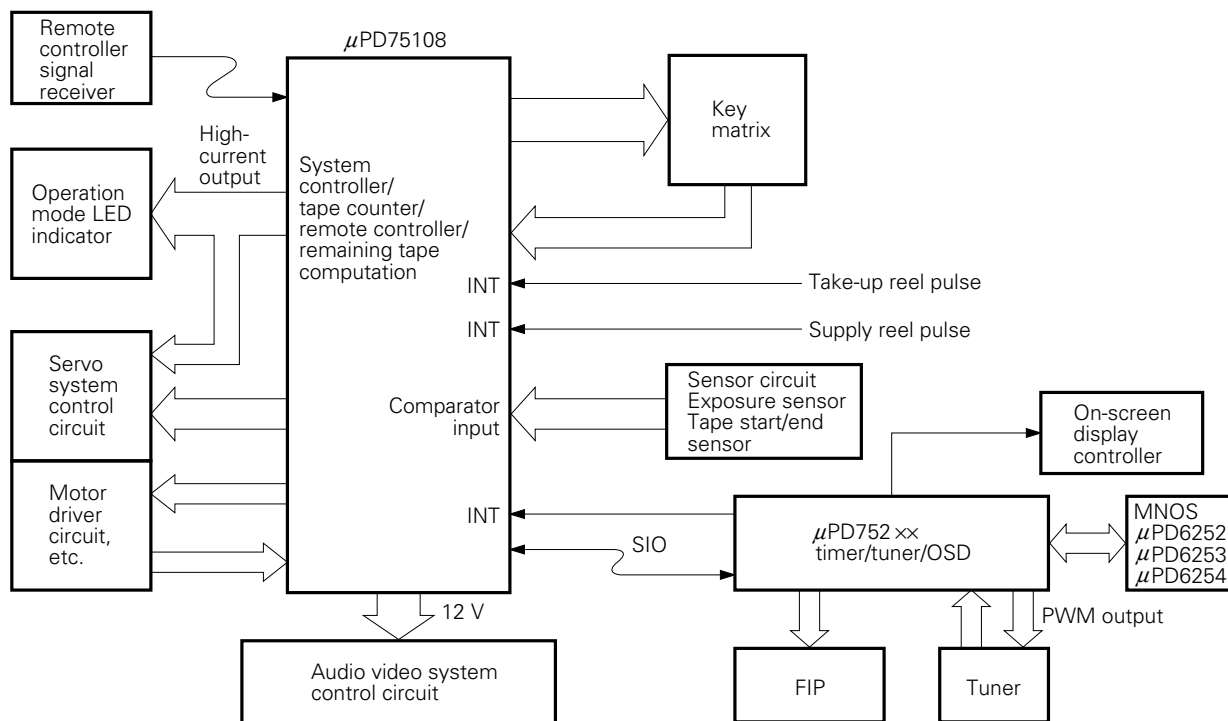 Remote
controller
signal
receiver
μPD75108
Key
matrix
High-
current
output
Operation
mode LED
indicator
System
controller/
tape counter/
remote controller/
remaining tape
computation
INT
Take-up reel pulse
INT
Supply reel pulse
Servo
system
control
circuit
Comparator
input
Sensor circuit
Exposure sensor
Tape start/end
sensor
On-screen
display
controller
Motor
driver
circuit,
etc.
INT
SIO
μPD752××
timer/tuner/OSD
MNOS
μPD6252
μPD6253
μPD6254
12 V
PWM output
Audio video system
control circuit
FIP
Tuner